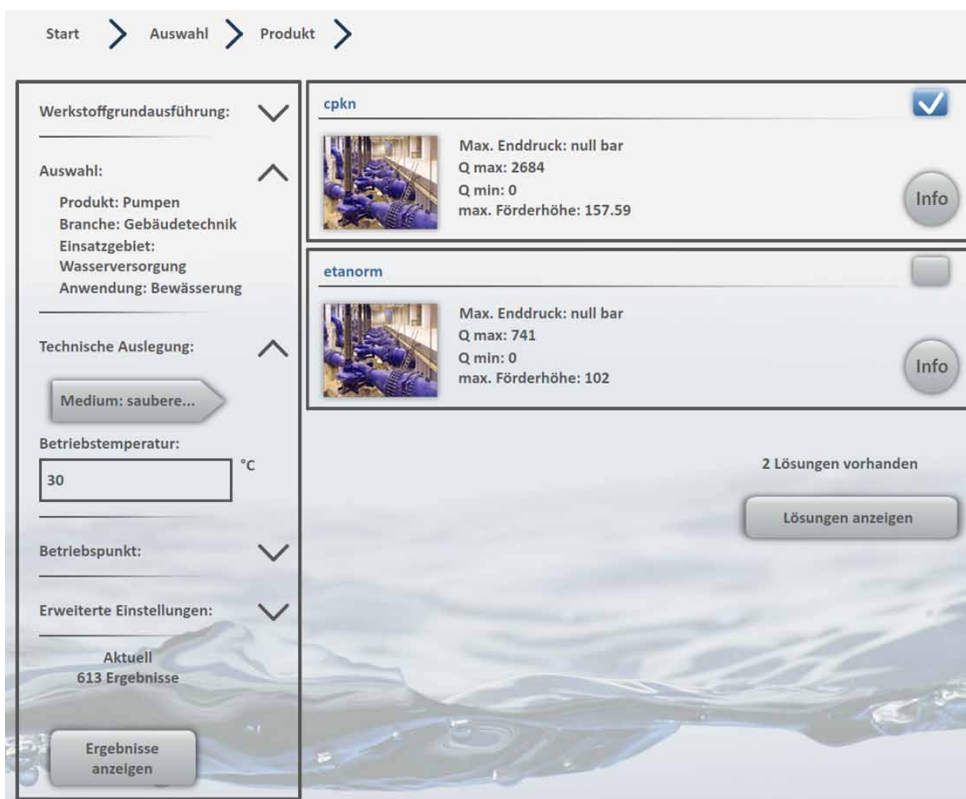 Start
Auswahl
Produkt
Werkstoffgrundausführung:
Auswahl:
Produkt: Pumpen
Branche: Gebäudetechnik
Einsatzgebiet:
Wasserversorgung
Anwendung: Bewässerung
Technische Auslegung:
Medium: saubere...
Betriebstemperatur:
30
°C
Betriebspunkt:
Erweiterte Einstellungen:
Aktuell
613 Ergebnisse
Ergebnisse
anzeigen
cpkn
Max. Enddruck: null bar
Q max: 2684
Q min: 0
max. Förderhöhe: 157.59
Info
etanorm
Max. Enddruck: null bar
Q max: 741
Q min: 0
max. Förderhöhe: 102
Info
2 Lösungen vorhanden
Lösungen anzeigen